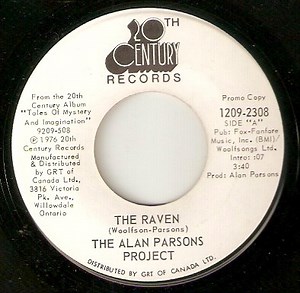 20TH
CENTURY
RECORDS
From the 20th
Century Album
"Tales Of Mystery
And Imagination"
9209-508
℗ 1976 20th
Century Records
Manufactured
& Distributed
by GRT of
Canada Ltd.,
3816 Victoria
Pk. Ave.,
Willowdale
Ontario
Promo Copy
1209-2308
SIDE "A"
Pub: Fox-Fanfare
Music, Inc. (BMI)/
Woolfsongs Ltd.
Intro: :07
3:40
Prod: Alan Parsons
THE RAVEN
(Woolfson-Parsons)
THE ALAN PARSONS
PROJECT
DISTRIBUTED BY GRT OF CANADA LTD.